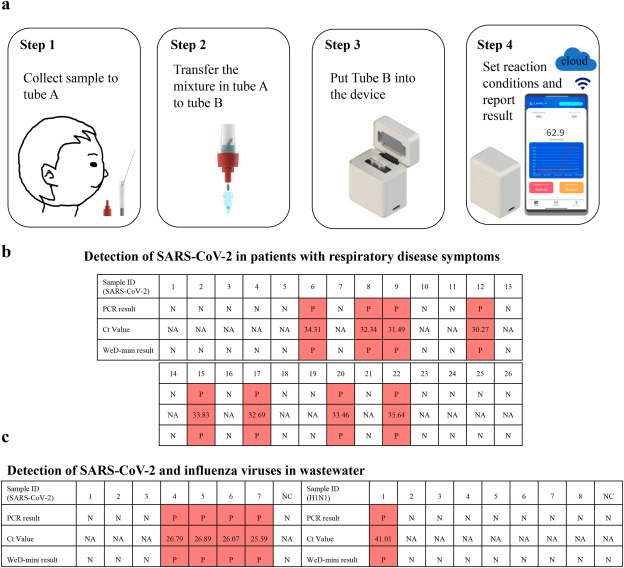 a
Step 1
Collect sample to
tube A
Step 2
Transfer the
mixture in tube A
to tube B
Step 3
Put Tube B into
the device
Step 4
Set reaction
conditions and
report
result
cloud
62.9
b
Detection of SARS-CoV-2 in patients with respiratory disease symptoms
Sample ID (SARS-CoV-2) 1 2 3 4 5 6 7 8 9 10 11 12 13
PCR result N N N N N P N P P N N P N
Ct Value NA NA NA NA NA 34.31 NA 32.34 31.49 NA NA 30.27 NA
WeD-mini result N N N N N P N P P N N P N
14 15 16 17 18 19 20 21 22 23 24 25 26
N P N P N N P N P N N N N
NA 33.83 NA 32.69 NA NA 33.46 NA 35.64 NA NA NA NA
N P N P N N P N P N N N N
c
Detection of SARS-CoV-2 and influenza viruses in wastewater
Sample ID (SARS-CoV-2) 1 2 3 4 5 6 7 NC Sample ID (H1N1) 1 2 3 4 5 6 7 8 NC
PCR result N N N P P P P N PCR result P N N N N N N N N
Ct Value NA NA NA 26.79 26.89 26.07 25.59 NA Ct Value 41.01 NA NA NA NA NA NA NA NA
WeD-mini result N N N P P P P N WeD-mini result P N N N N N N N N